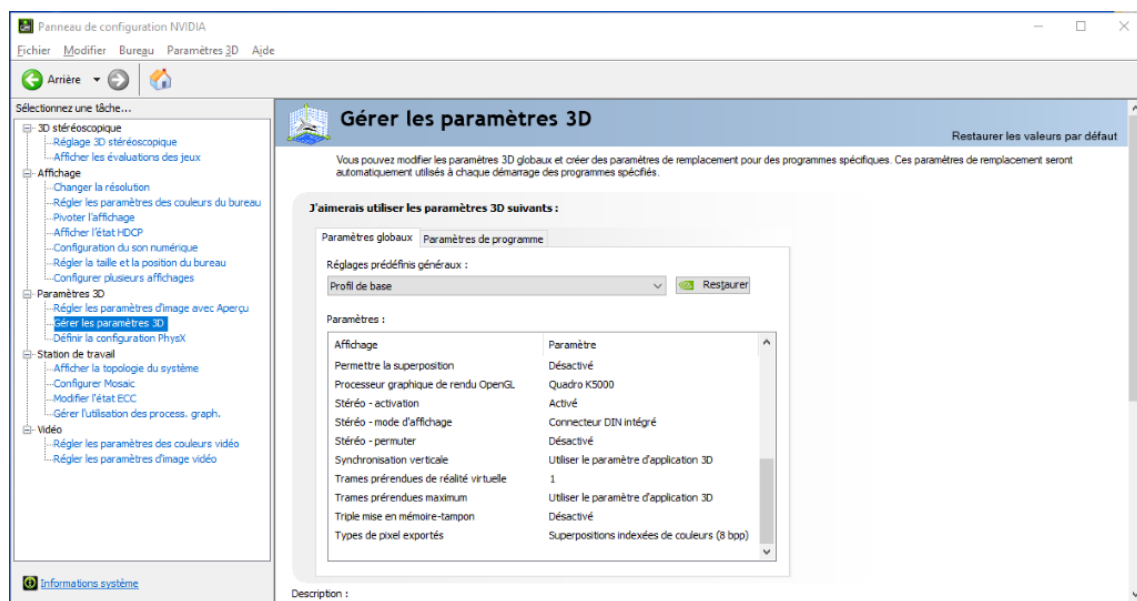 Panneau de configuration NVIDIA
Fichier Modifier Bureau Paramètres 3D Aide
Arrière
Sélectionnez une tâche...
3D stéréoscopique
Réglage 3D stéréoscopique
Afficher les évaluations des jeux
Affichage
Changer la résolution
Régler les paramètres des couleurs du bureau
Pivoter l'affichage
Afficher l'état HDCP
Configuration du son numérique
Régler la taille et la position du bureau
Configurer plusieurs affichages
Paramètres 3D
Régler les paramètres d'image avec Aperçu
Gérer les paramètres 3D
Définir la configuration PhysX
Station de travail
Afficher la topologie du système
Configurer Mosaic
Modifier l'état ECC
Gérer l'utilisation des process. graph.
Vidéo
Régler les paramètres des couleurs vidéo
Régler les paramètres d'image vidéo
Informations système
Gérer les paramètres 3D
Restaurer les valeurs par défaut
Vous pouvez modifier les paramètres 3D globaux et créer des paramètres de remplacement pour des programmes spécifiques. Ces paramètres de remplacement seront
automatiquement utilisés à chaque démarrage des programmes spécifiés.
J'aimerais utiliser les paramètres 3D suivants :
Paramètres globaux Paramètres de programme
Réglages prédéfinis généraux :
Profil de base Restaurer
Paramètres :
Affichage Paramètre
Permettre la superposition Désactivé
Processeur graphique de rendu OpenGL Quadro K5000
Stéréo - activation Activé
Stéréo - mode d'affichage Connecteur DIN intégré
Stéréo - permuter Désactivé
Synchronisation verticale Utiliser le paramètre d'application 3D
Trames prérendues de réalité virtuelle 1
Trames prérendues maximum Utiliser le paramètre d'application 3D
Triple mise en mémoire-tampon Désactivé
Types de pixel exportés Superpositions indexées de couleurs (8 bpp)
Description :